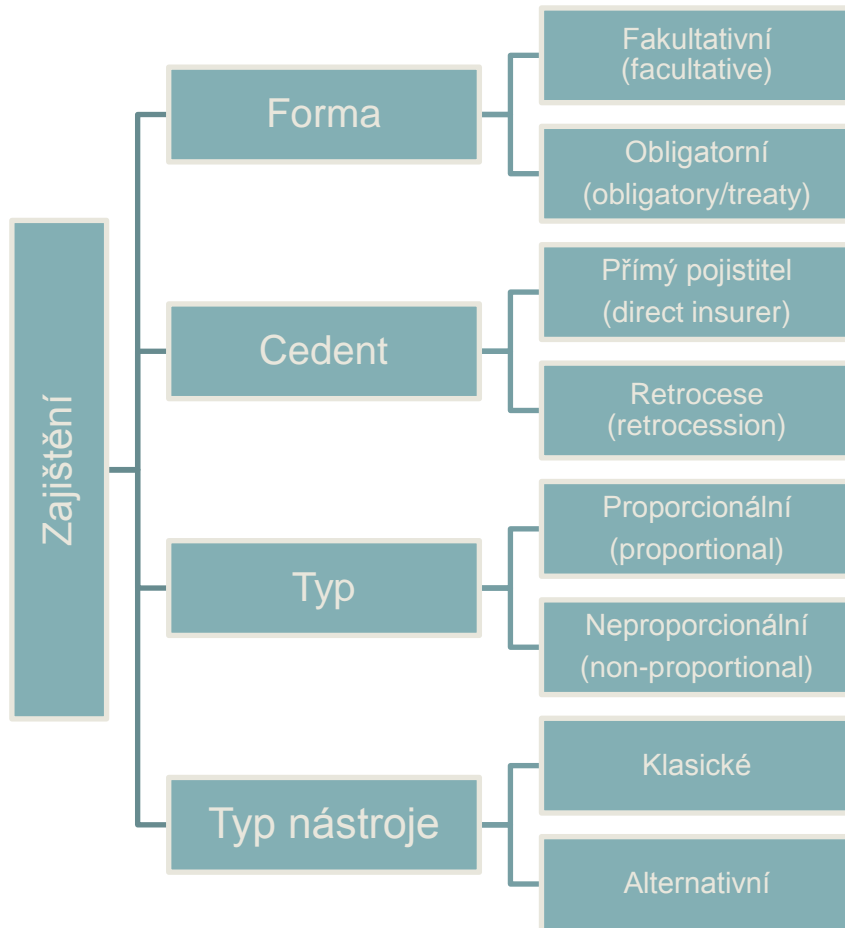 Zajištění
Forma
Fakultativní
(facultative)
Obligatorní
(obligatory/treaty)
Cedent
Přímý pojistitel
(direct insurer)
Retrocese
(retrocession)
Typ
Proporcionální
(proportional)
Neproporcionální
(non-proportional)
Typ nástroje
Klasické
Alternativní